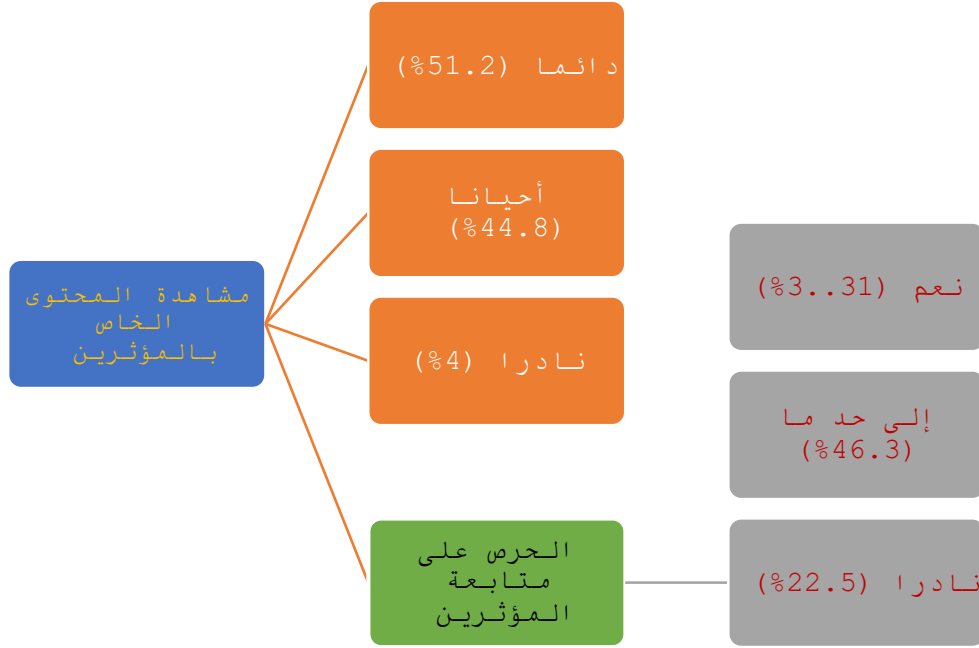 مشاهدة المحتوى
الخاص
بالمؤثرين
دائما (51.2%)
أحيانا
(44.8%)
نادرا (4%)
الحرص على
متابعة
المؤثرين
نعم (31..3%)
إلى حد ما
(46.3%)
نادرا (22.5%)